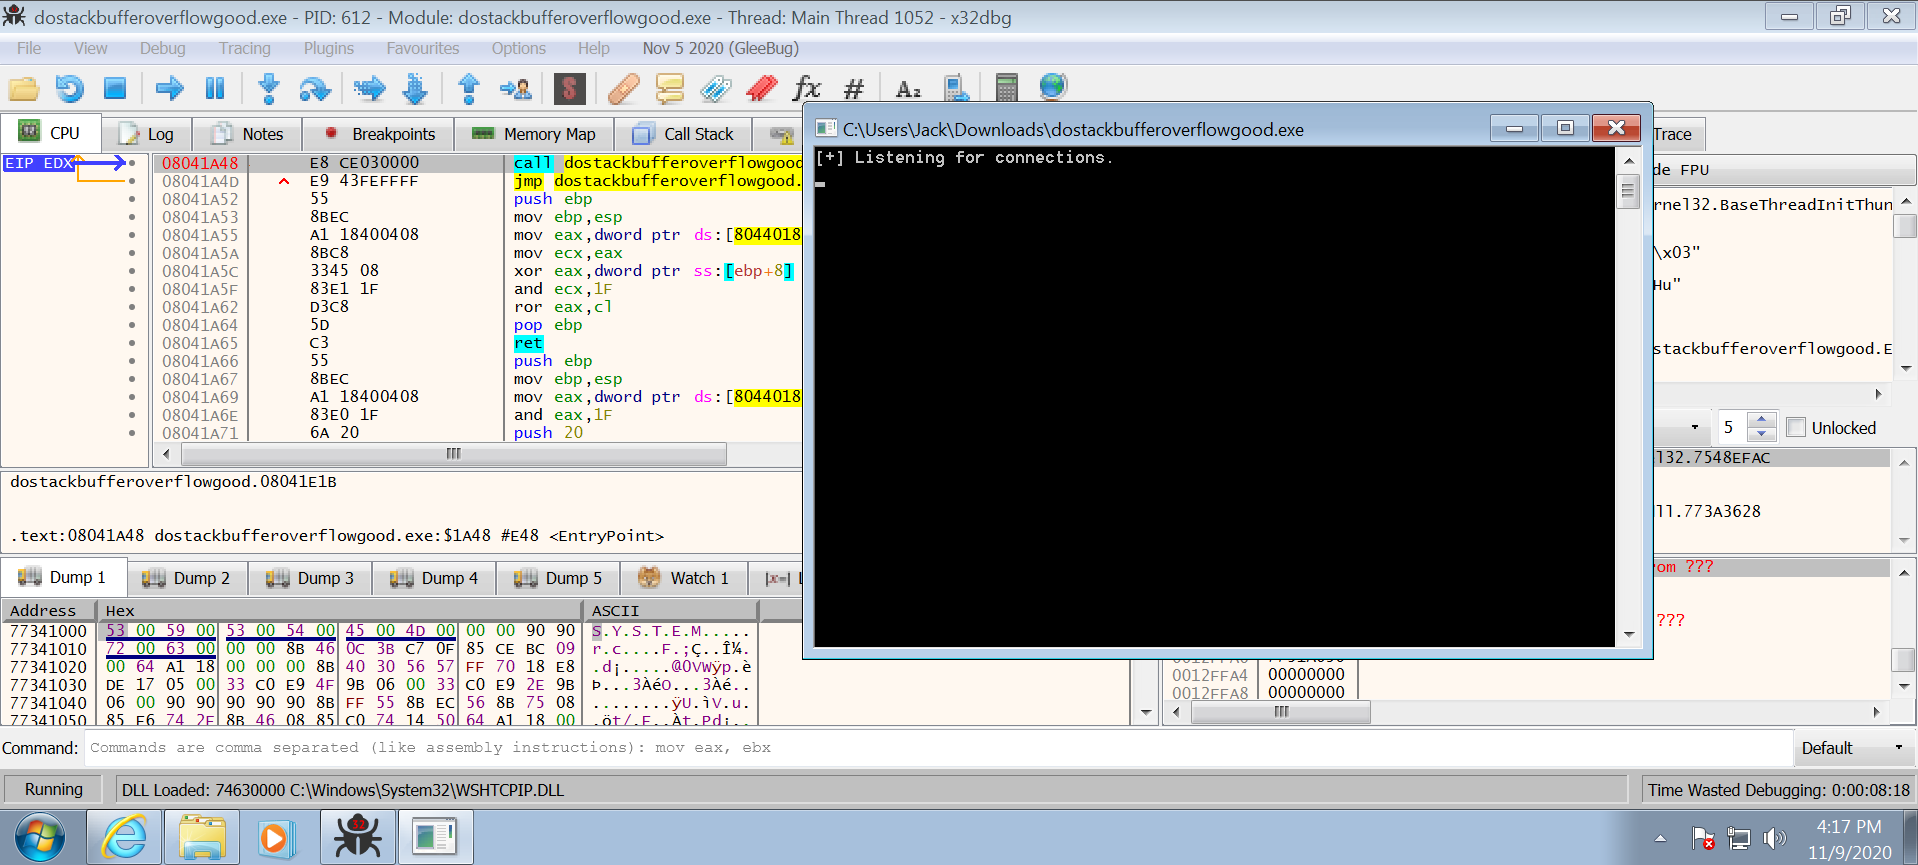 dostackbufferoverflowgood.exe - PID: 612 - Module: dostackbufferoverflowgood.exe - Thread: Main Thread 1052 - x32dbg
File View Debug Tracing Plugins Favourites Options Help Nov 5 2020 (GleeBug)
CPU Log Notes Breakpoints Memory Map Call Stack Trace
C:\Users\Jack\Downloads\dostackbufferoverflowgood.exe
[+] Listening for connections.
EIP EDX
08041A48 E8 CE030000 call dostackbufferoverflowgood
08041A4D E9 43FEFFFF jmp dostackbufferoverflowgood.
08041A52 55 push ebp
08041A53 8BEC mov ebp,esp
08041A55 A1 18400408 mov eax,dword ptr ds:[8044018
08041A5A 8BC8 mov ecx,eax
08041A5C 3345 08 xor eax,dword ptr ss:[ebp+8]
08041A5F 83E1 1F and ecx,1F
08041A62 D3C8 ror eax,cl
08041A64 5D pop ebp
08041A65 C3 ret
08041A66 55 push ebp
08041A67 8BEC mov ebp,esp
08041A69 A1 18400408 mov eax,dword ptr ds:[8044018
08041A6E 83E0 1F and eax,1F
08041A71 6A 20 push 20
de FPU
rnel32.BaseThreadInitThun
\x03"
Hu"
stackbufferoverflowgood.E
5 Unlocked
l32.7548EFAC
ll.773A3628
om ???
???
dostackbufferoverflowgood.08041E1B
.text:08041A48 dostackbufferoverflowgood.exe:$1A48 #E48 <EntryPoint>
Dump 1 Dump 2 Dump 3 Dump 4 Dump 5 Watch 1 |x=|
Address Hex ASCII
77341000 53 00 59 00 53 00 54 00 45 00 4D 00 00 00 90 90 S.Y.S.T.E.M.....
77341010 72 00 63 00 00 00 8B 46 0C 3B C7 0F 85 CE BC 09 r.c....F.;Ç..Î¼.
77341020 00 64 A1 18 00 00 00 8B 40 30 56 57 FF 70 18 E8 .d¡.....@0VWÿp.è
77341030 DE 17 05 00 33 C0 E9 4F 9B 06 00 33 C0 E9 2E 9B Þ...3ÀéO...3Àé..
77341040 06 00 90 90 90 90 90 8B FF 55 8B EC 56 8B 75 08 ........ÿU.ìV.u.
77341050 85 F6 74 2F 8B 46 08 85 C0 74 14 50 64 A1 18 00 .öt/.F..Àt.Pd¡..
0012FFA4 00000000
0012FFA8 00000000
Command: Commands are comma separated (like assembly instructions): mov eax, ebx Default
Running DLL Loaded: 74630000 C:\Windows\System32\WSHTCPIP.DLL Time Wasted Debugging: 0:00:08:18
32
4:17 PM
11/9/2020